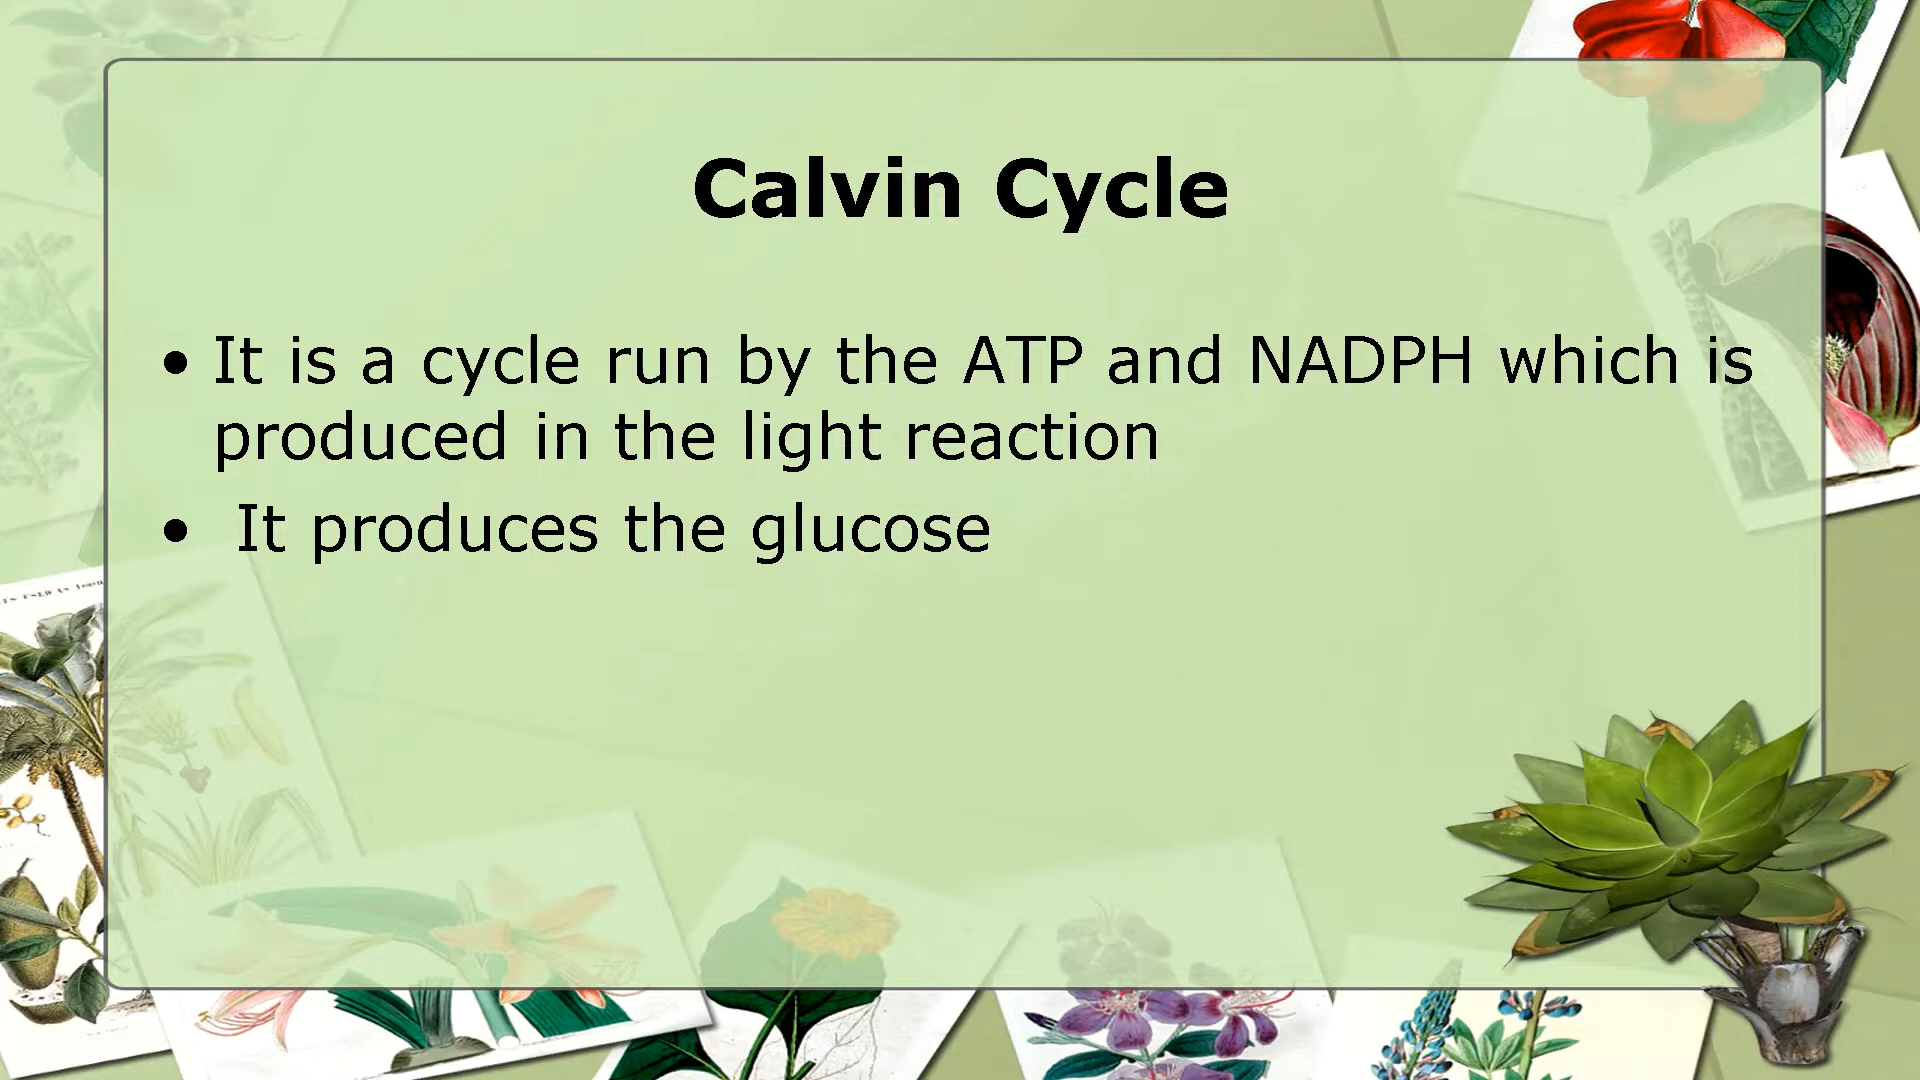 Calvin Cycle
• It is a cycle run by the ATP and NADPH which is
produced in the light reaction
• It produces the glucose